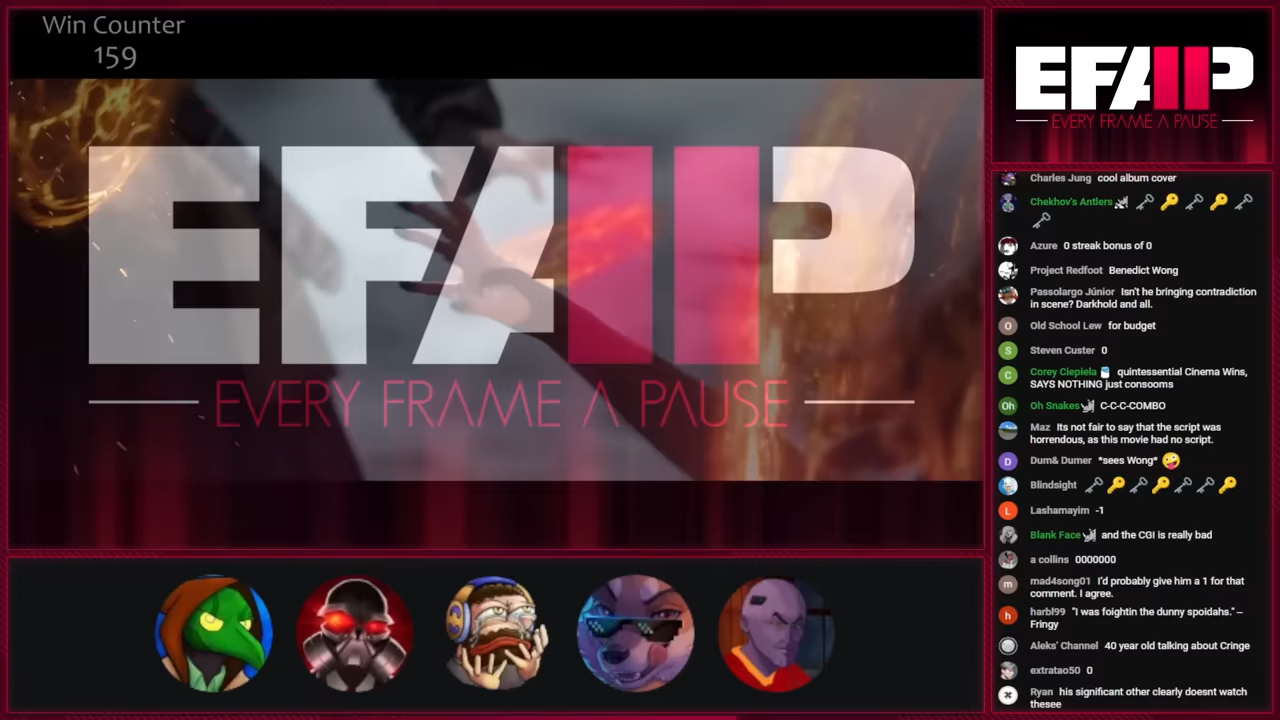 Win Counter
159
EFAP
EVERY FRAME A PAUSE
EFAP
EVERY FRAME A PAUSE
Charles Jung cool album cover
Chekhov's Antlers
Azure 0 streak bonus of 0
Project Redfoot Benedict Wong
Passolargo Júnior Isn't he bringing contradiction
in scene? Darkhold and all.
O Old School Lew for budget
S Steven Custer 0
C Corey Ciepiela quintessential Cinema Wins,
SAYS NOTHING just consooms
Oh Oh Snakes C-C-C-COMBO
Maz Its not fair to say that the script was
horrendous, as this movie had no script.
D Dum& Dumer *sees Wong*
Blindsight
L Lashamayim -1
Blank Face and the CGI is really bad
a collins 0000000
m mad4song01 I'd probably give him a 1 for that
comment. I agree.
h harbl99 "I was foightin the dunny spoidahs." –
Fringy
Aleks' Channel 40 year old talking about Cringe
extratao50 0
Ryan his significant other clearly doesnt watch
thesee